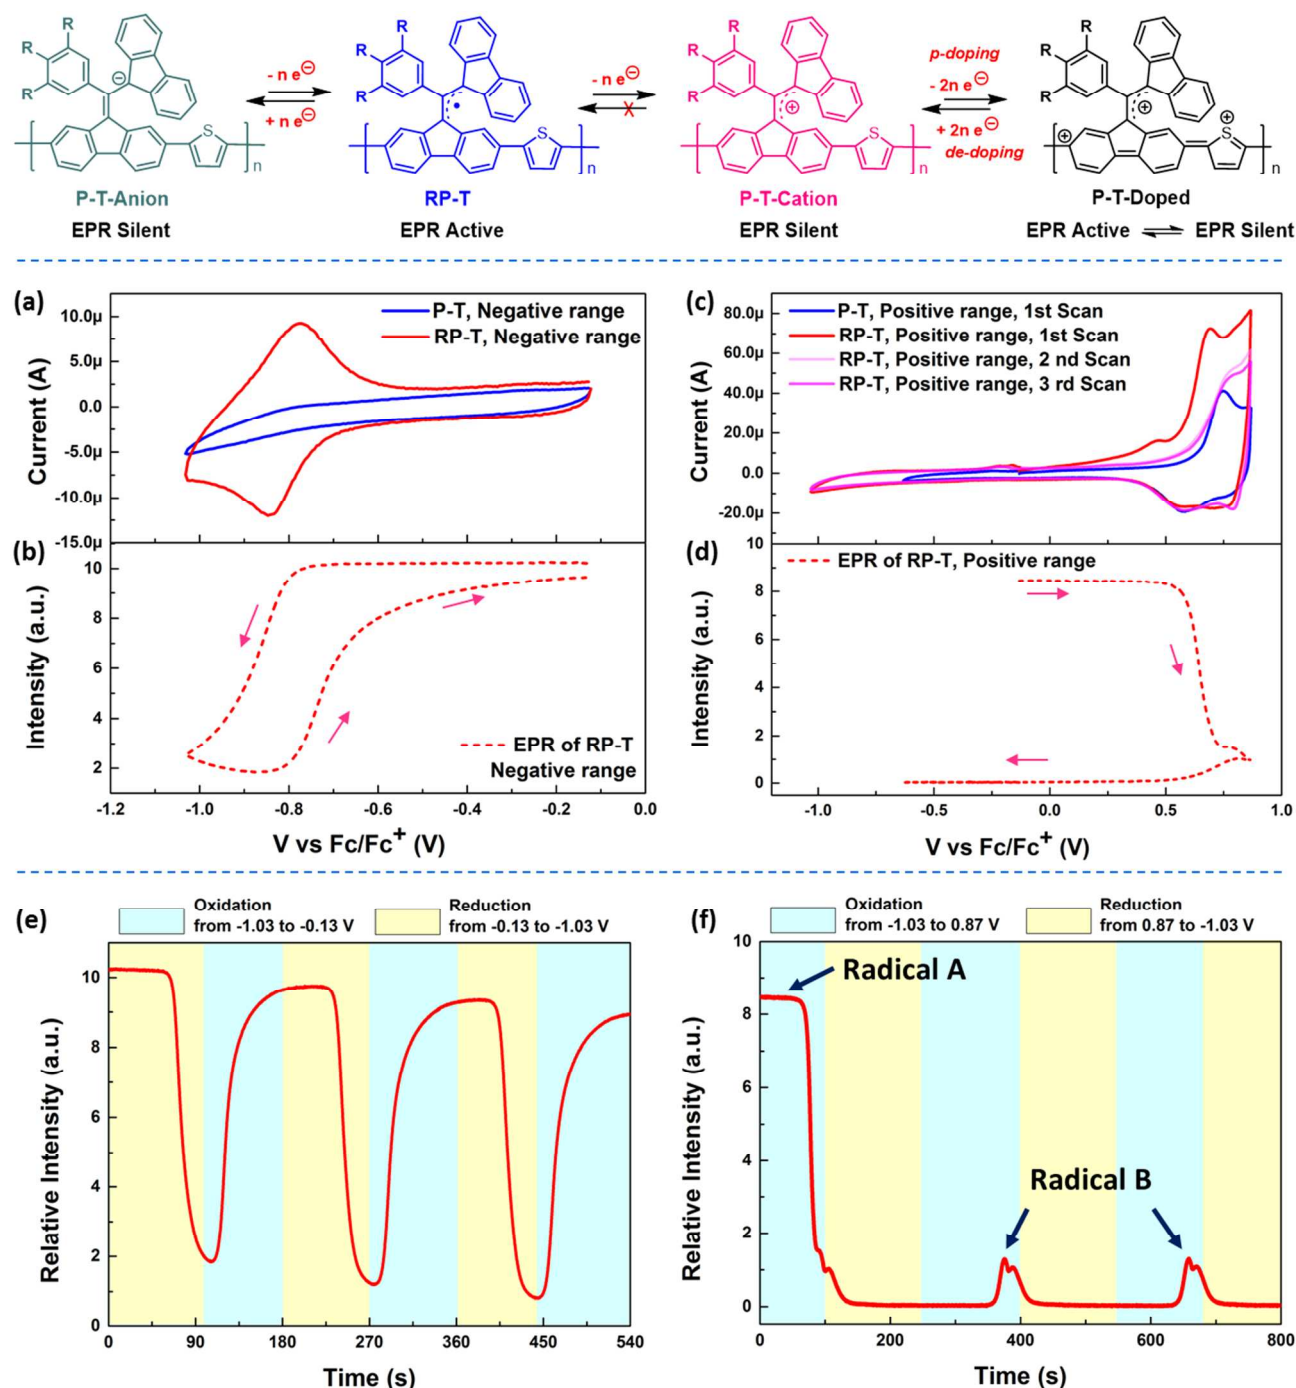 R
R
R
⊖
S
n
P-T-Anion
EPR Silent
- n e⊖
+ n e⊖
R
R
R
S
n
RP-T
EPR Active
- n e⊖
X
R
R
R
⊕
S
n
P-T-Cation
EPR Silent
p-doping
- 2n e⊖
+ 2n e⊖
de-doping
R
R
R
⊕
⊕
S
⊕
n
P-T-Doped
EPR Active ⇌ EPR Silent
(a)
P-T, Negative range
RP-T, Negative range
Current (A)
10.0µ
5.0µ
0.0
-5.0µ
-10.0µ
-15.0µ
(b)
Intensity (a.u.)
10
8
6
4
2
EPR of RP-T
Negative range
-1.2
-1.0
-0.8
-0.6
-0.4
-0.2
0.0
V vs Fc/Fc+ (V)
(c)
P-T, Positive range, 1st Scan
RP-T, Positive range, 1st Scan
RP-T, Positive range, 2 nd Scan
RP-T, Positive range, 3 rd Scan
Current (A)
80.0µ
60.0µ
40.0µ
20.0µ
0.0
-20.0µ
(d)
EPR of RP-T, Positive range
Intensity (a.u.)
10
8
6
4
2
0
-1.0
-0.5
0.0
0.5
1.0
V vs Fc/Fc+ (V)
(e)
Oxidation
from -1.03 to -0.13 V
Reduction
from -0.13 to -1.03 V
Relative Intensity (a.u.)
10
8
6
4
2
0
0
90
180
270
360
450
540
Time (s)
(f)
Oxidation
from -1.03 to 0.87 V
Reduction
from 0.87 to -1.03 V
Radical A
Radical B
Relative Intensity (a.u.)
10
8
6
4
2
0
0
200
400
600
800
Time (s)